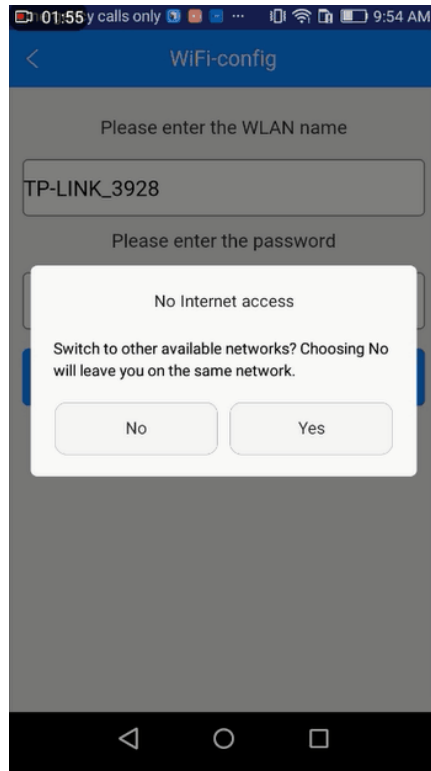 01:55 y calls only ... 9:54 AM
WiFi-config
Please enter the WLAN name
TP-LINK_3928
Please enter the password
No Internet access
Switch to other available networks? Choosing No
will leave you on the same network.
No
Yes